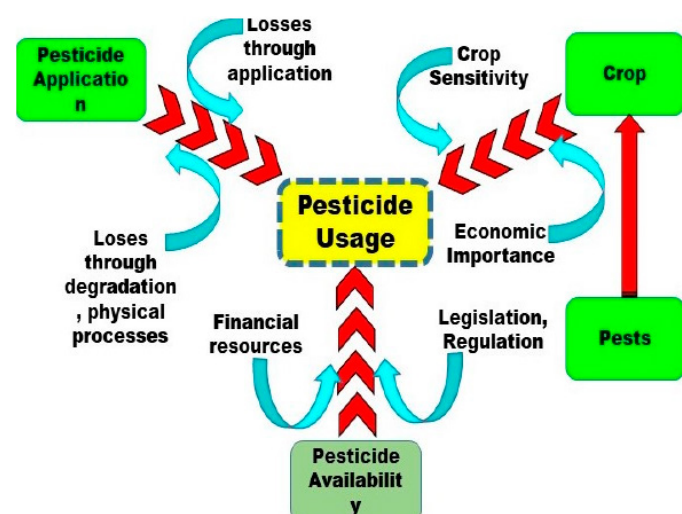 Pesticide
Applicatio
n
Losses
through
application
Crop
Sensitivity
Crop
Pesticide
Usage
Loses
through
degradation
, physical
processes
Economic
Importance
Financial
resources
Legislation,
Regulation
Pests
Pesticide
Availabilit
y